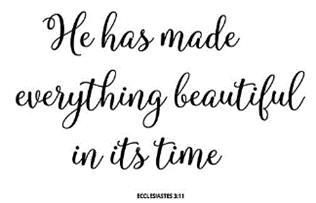 He has made
everything beautiful
in its time
ECCLESIASTES 3:11